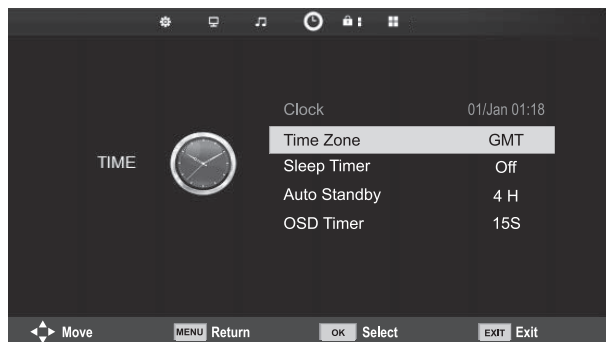 Clock 01/Jan 01:18
Time Zone GMT
TIME
Sleep Timer Off
Auto Standby 4 H
OSD Timer 15S
Move MENU Return OK Select EXIT Exit